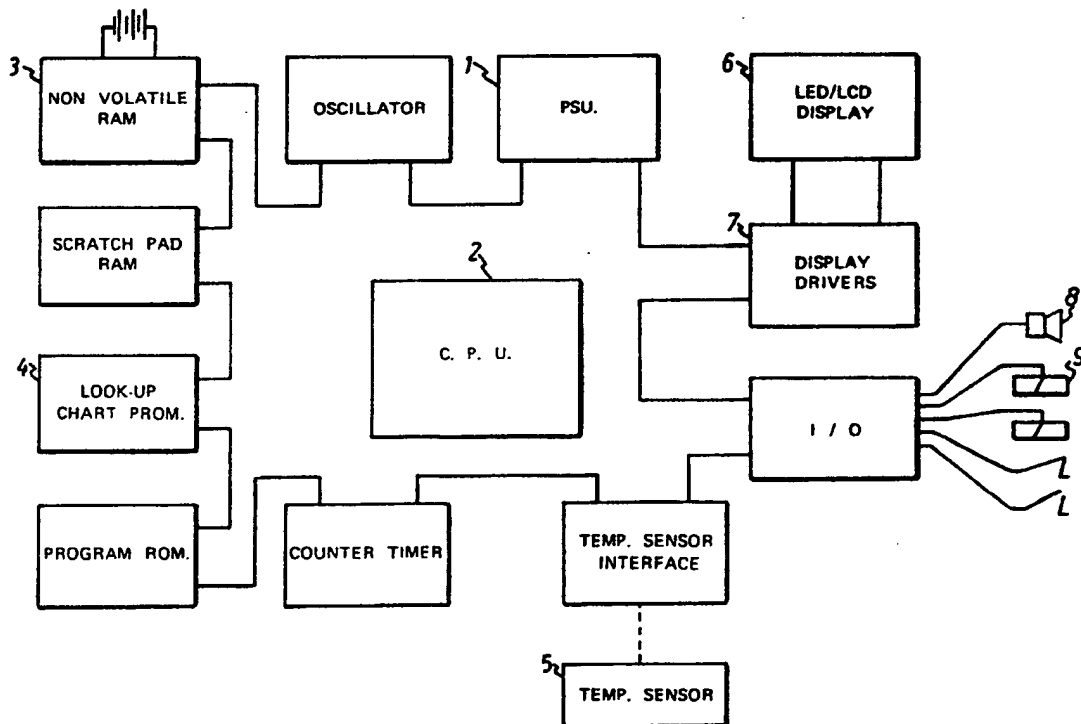 3
NON VOLATILE
RAM
OSCILLATOR
1
PSU.
6
LED/LCD
DISPLAY
SCRATCH PAD
RAM
2
C. P. U.
7
DISPLAY
DRIVERS
8
9
4
LOOK-UP
CHART PROM.
I / O
PROGRAM ROM.
COUNTER TIMER
TEMP. SENSOR
INTERFACE
5
TEMP. SENSOR